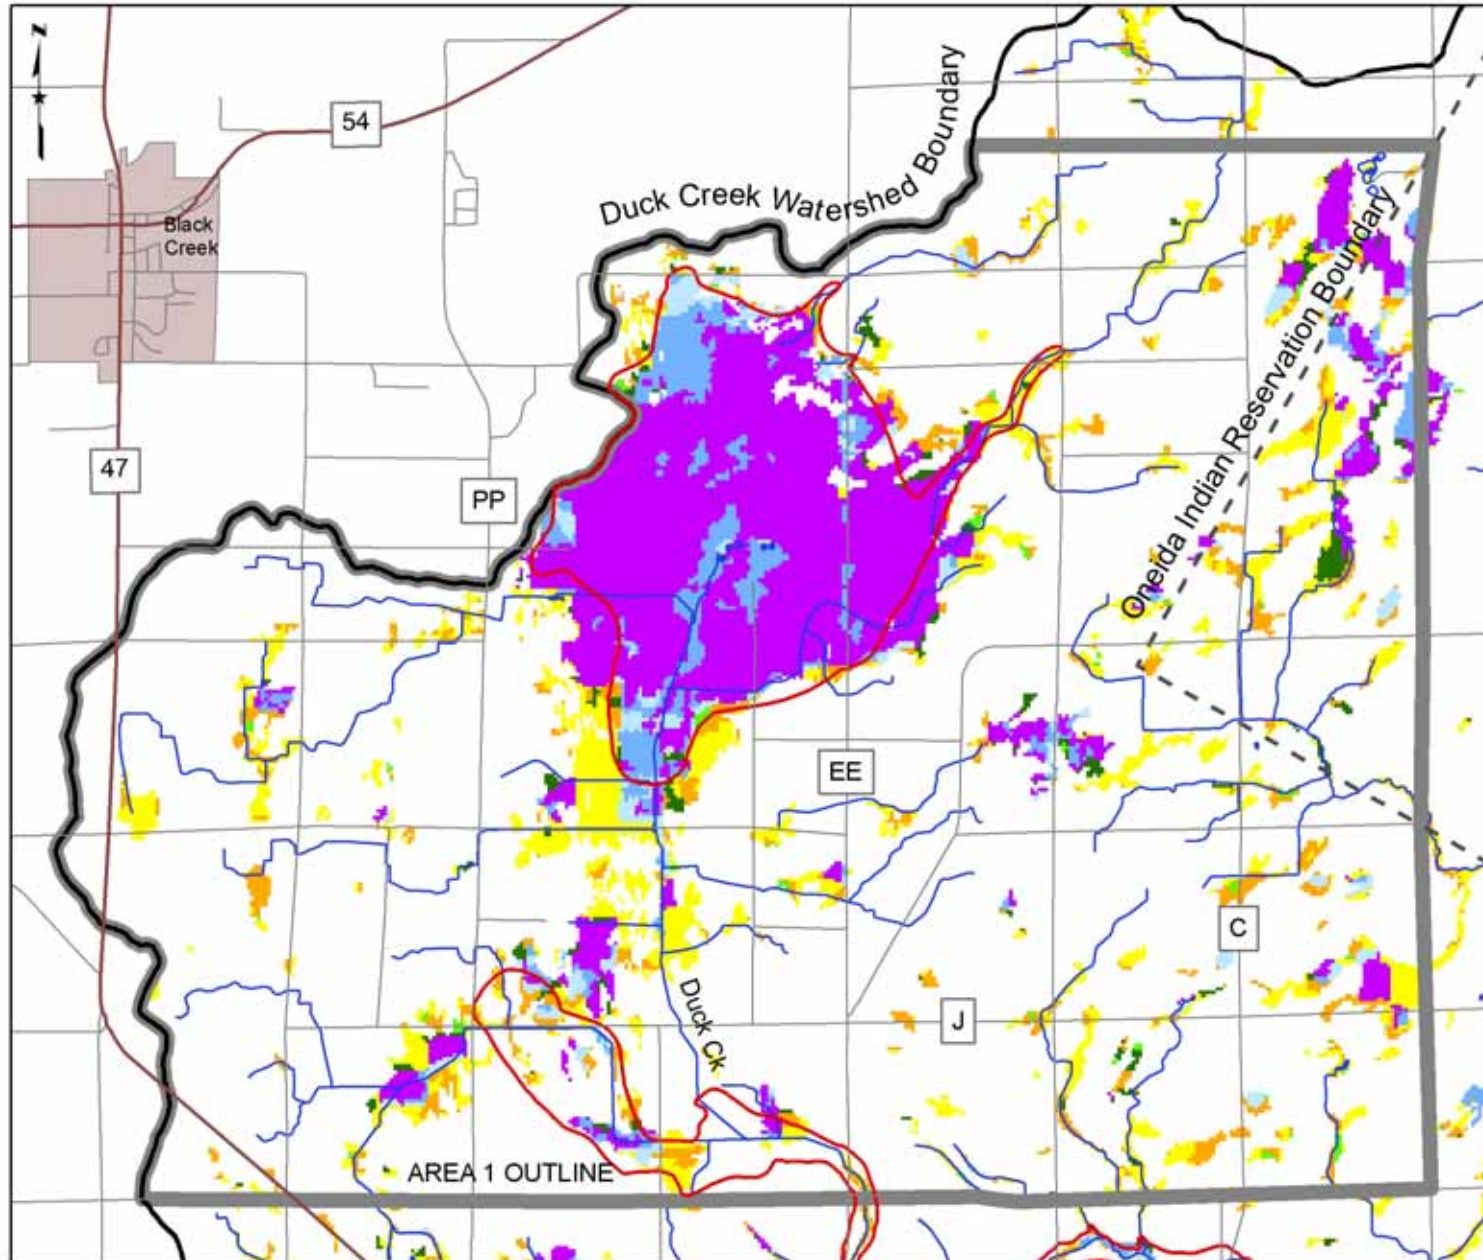 N
54
Duck Creek Watershed Boundary
Black
Creek
Oneida Indian Reservation Boundary
47
PP
EE
C
J
Duck Ck
AREA 1 OUTLINE